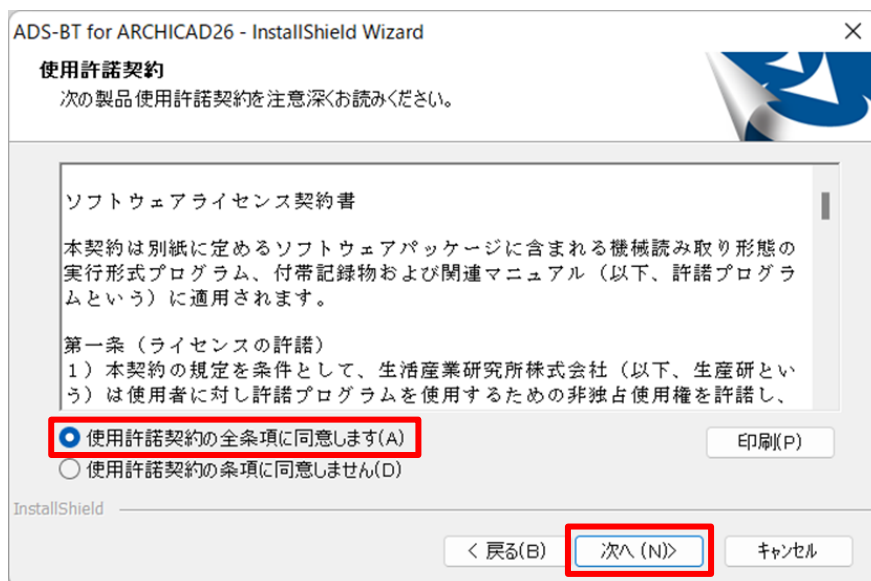 ADS-BT for ARCHICAD26 - InstallShield Wizard
使用許諾契約
次の製品使用許諾契約を注意深くお読みください。
ソフトウェアライセンス契約書
本契約は別紙に定めるソフトウェアパッケージに含まれる機械読み取り形態の
実行形式プログラム、付帯記録物および関連マニュアル（以下、許諾プログラ
ムという）に適用されます。
第一条（ライセンスの許諾）
１）本契約の規定を条件として、生活産業研究所株式会社（以下、生産研とい
う）は使用者に対し許諾プログラムを使用するための非独占使用権を許諾し、
使用許諾契約の全条項に同意します(A)
印刷(P)
使用許諾契約の条項に同意しません(D)
InstallShield
< 戻る(B)
次へ (N)>
キャンセル